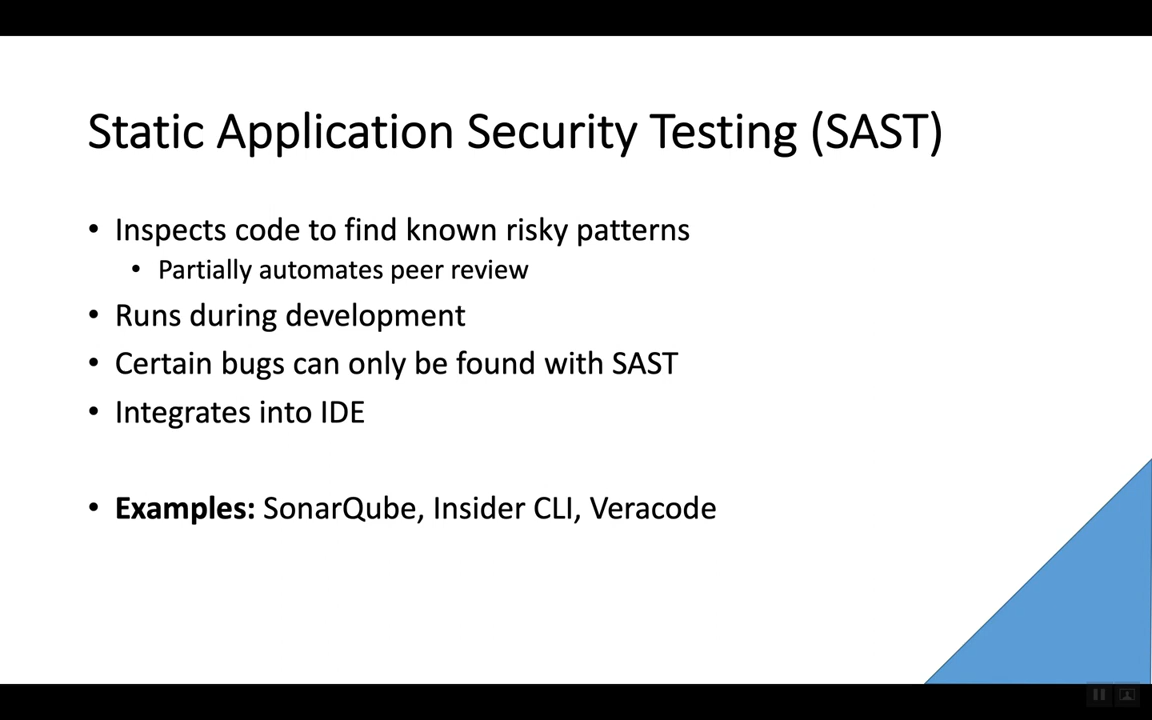 Static Application Security Testing (SAST)
• Inspects code to find known risky patterns
• Partially automates peer review
• Runs during development
• Certain bugs can only be found with SAST
• Integrates into IDE
• Examples: SonarQube, Insider CLI, Veracode